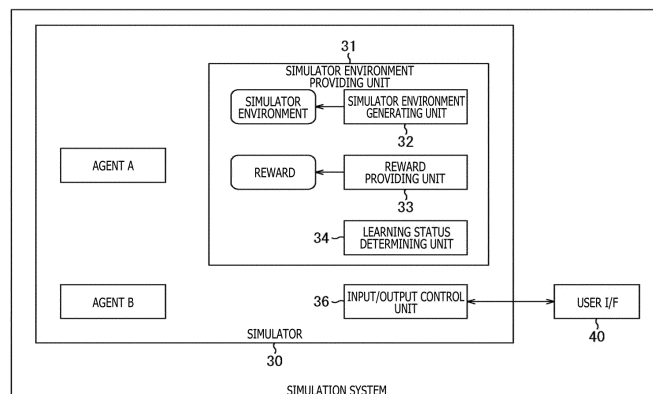 31
SIMULATOR ENVIRONMENT
PROVIDING UNIT
SIMULATOR
ENVIRONMENT
SIMULATOR ENVIRONMENT
GENERATING UNIT
32
AGENT A
REWARD
REWARD
PROVIDING UNIT
33
34
LEARNING STATUS
DETERMINING UNIT
AGENT B
36
INPUT/OUTPUT CONTROL
UNIT
USER I/F
40
SIMULATOR
30
SIMULATION SYSTEM